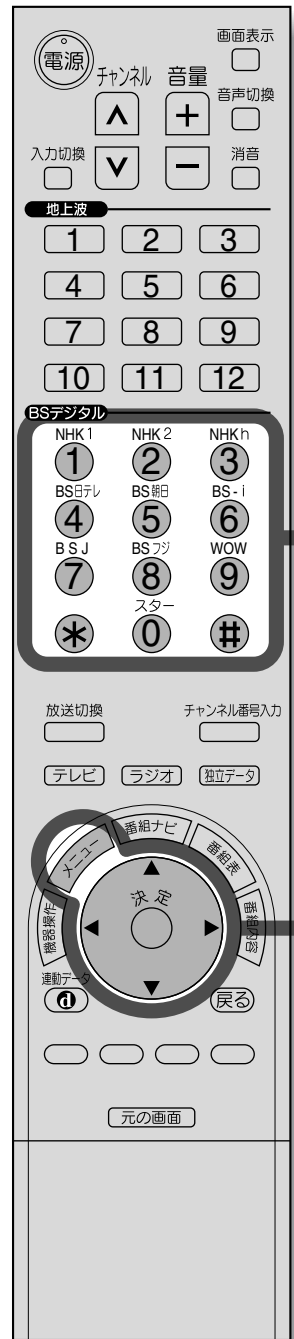 電源
画面表示
チャンネル 音量
音声切換
入力切換
消音
地上波
1 2 3
4 5 6
7 8 9
10 11 12
BSデジタル
NHK1 NHK2 NHKh
1 2 3
BS日テレ BS朝日 BS-i
4 5 6
BSJ BSフジ WOW
7 8 9
スター
* 0 #
放送切換 チャンネル番号入力
テレビ ラジオ 独立データ
メニュー 番組ナビ 番組表
機器操作 決定 番組内容
連動データ
d 戻る
元の画面